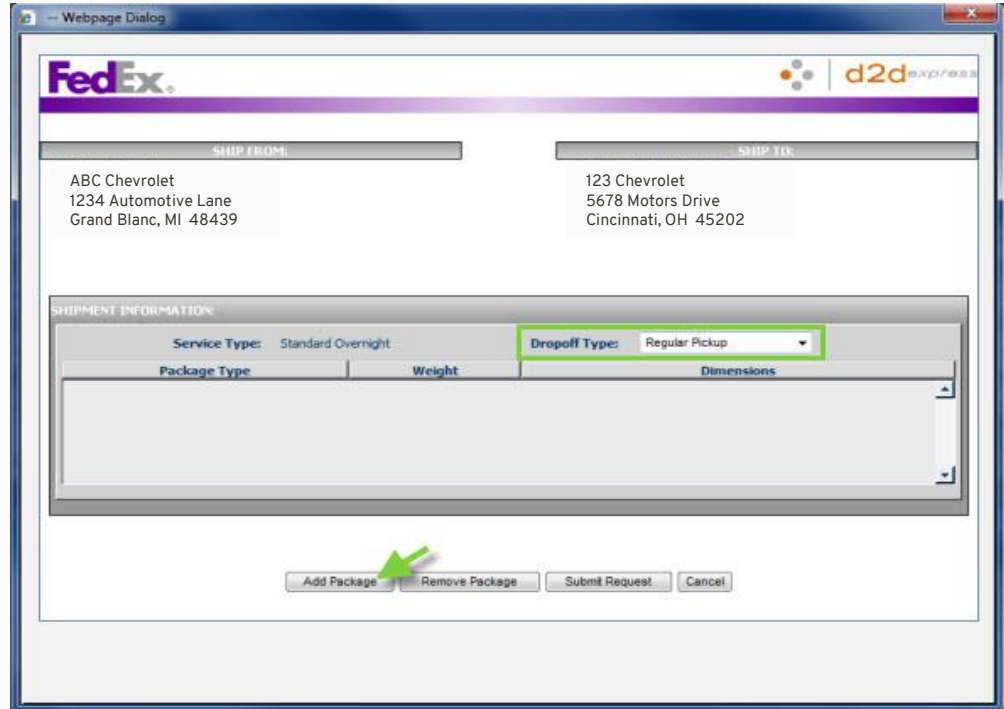 -- Webpage Dialog
FedEx®
d2dexpress
SHIP FROM:
SHIP TO:
ABC Chevrolet
1234 Automotive Lane
Grand Blanc, MI 48439
123 Chevrolet
5678 Motors Drive
Cincinnati, OH 45202
SHIPMENT INFORMATION:
Service Type: Standard Overnight
Dropoff Type: Regular Pickup
Package Type Weight Dimensions
Add Package Remove Package Submit Request Cancel